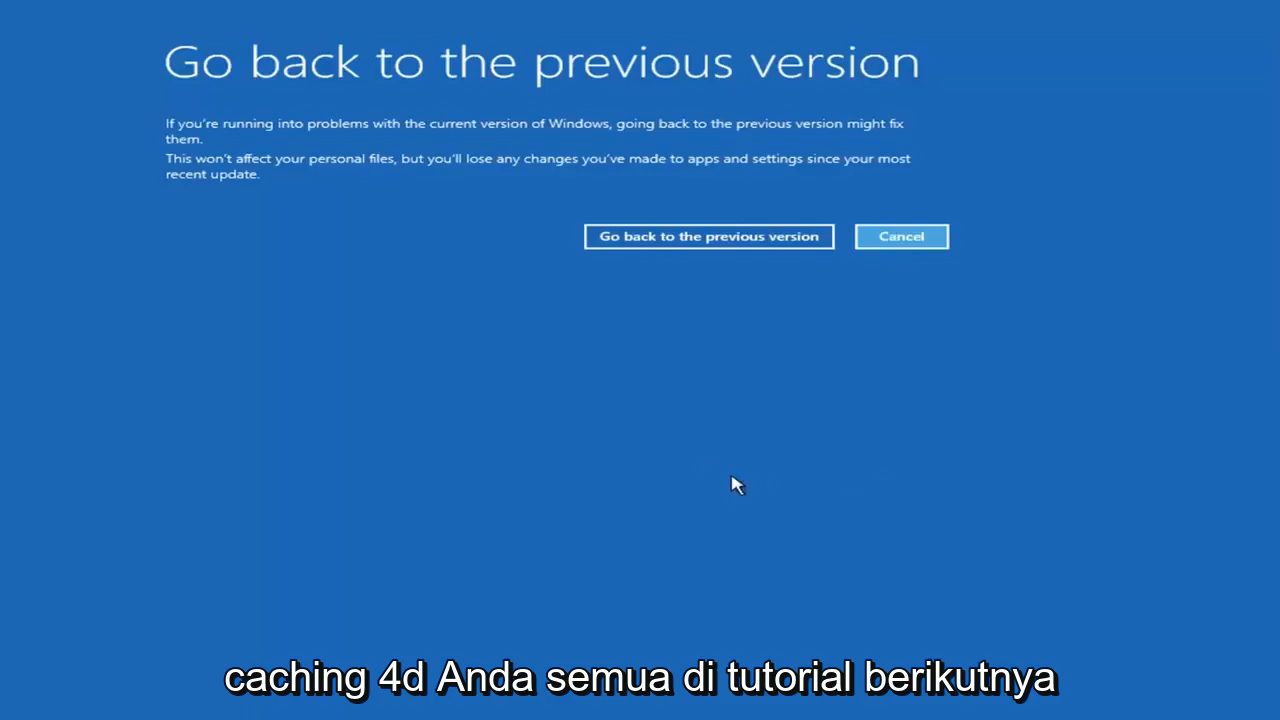 Go back to the previous version
If you're running into problems with the current version of Windows, going back to the previous version might fix
them.
This won't affect your personal files, but you'll lose any changes you've made to apps and settings since your most
recent update.
Go back to the previous version
Cancel
caching 4d Anda semua di tutorial berikutnya